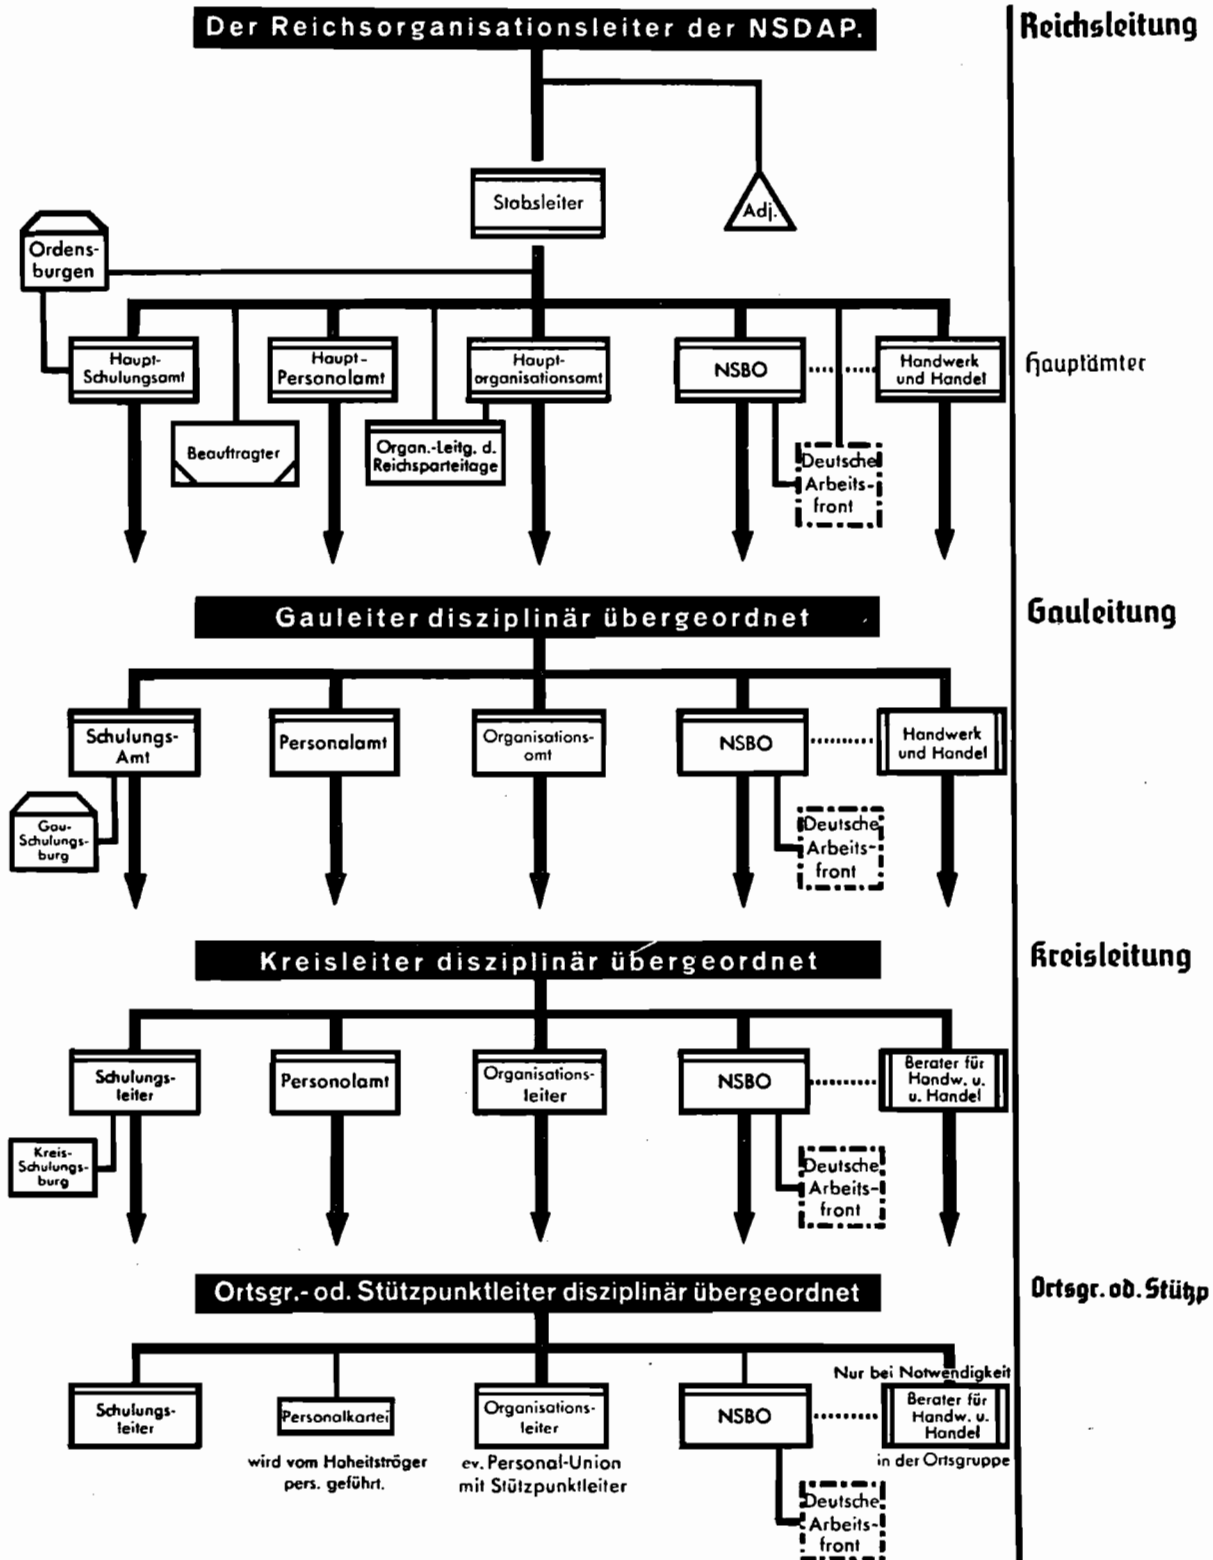 Der Reichsorganisationsleiter der NSDAP.
Reichsleitung
Stabsleiter
Adj.
Ordens-
burgen
Haupt-
Schulungsamt
Haupt-
Personalamt
Haupt-
organisationsamt
NSBO
Handwerk
und Handel
Hauptämter
Beauftragter
Organ.-Leitg. d.
Reichsparteitage
Deutsche
Arbeits-
front
Gauleiter disziplinär übergeordnet
Gauleitung
Schulungs-
Amt
Personalamt
Organisations-
amt
NSBO
Handwerk
und Handel
Gau-
Schulungs-
burg
Deutsche
Arbeits-
front
Kreisleiter disziplinär übergeordnet
Kreisleitung
Schulungs-
leiter
Personalamt
Organisations-
leiter
NSBO
Berater für
Handw. u.
u. Handel
Kreis-
Schulungs-
burg
Deutsche
Arbeits-
front
Ortsgr.- od. Stützpunktleiter disziplinär übergeordnet
Ortsgr. od. Stützp
Nur bei Notwendigkeit
Schulungs-
leiter
Personalkartei
Organisations-
leiter
NSBO
Berater für
Handw. u.
Handel
wird vom Hoheitsträger
pers. geführt.
ev. Personal-Union
mit Stützpunktleiter
in der Ortsgruppe
Deutsche
Arbeits-
front